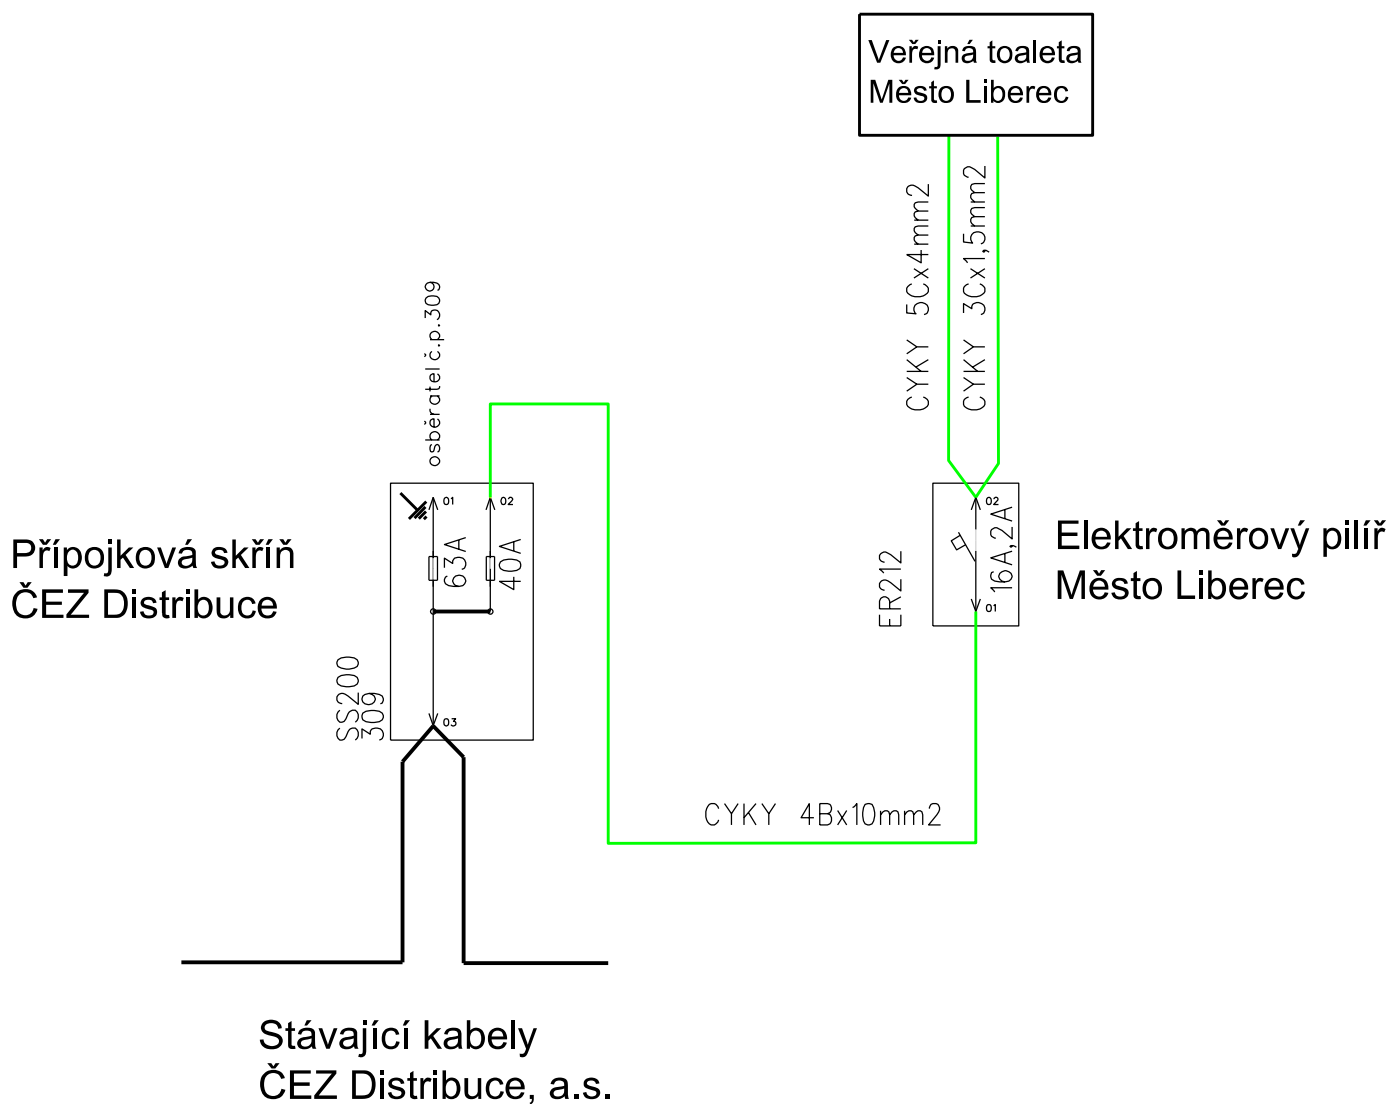 Veřejná toaleta
Město Liberec
CYKY 5Cx4mm2
CYKY 3Cx1,5mm2
osběratel č.p.309
01
02
63A
40A
03
SS200
309
Přípojková skříň
ČEZ Distribuce
02
16A,2A
01
ER212
Elektroměrový pilíř
Město Liberec
CYKY 4Bx10mm2
Stávající kabely
ČEZ Distribuce, a.s.